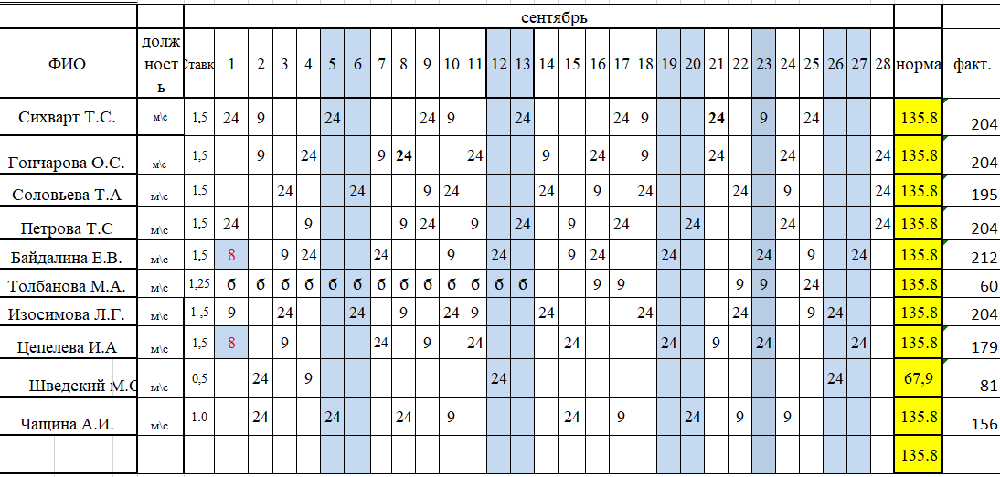 сентябрь
ФИО должность Ставк 1 2 3 4 5 6 7 8 9 10 11 12 13 14 15 16 17 18 19 20 21 22 23 24 25 26 27 28 норма факт.
Сихварт Т.С. м\с 1,5 24 9 24 24 9 24 24 9 24 9 24 135.8 204
Гончарова О.С. м\с 1,5 9 24 9 24 24 9 24 9 24 24 24 135.8 204
Соловьева Т.А м\с 1,5 24 24 9 24 24 9 24 22 9 24 135.8 195
Петрова Т.С м\с 1,5 24 9 9 24 9 24 9 24 24 24 24 135.8 204
Байдалина Е.В. м\с 1,5 8 9 24 24 9 24 9 24 24 24 9 24 135.8 212
Толбанова М.А. м\с 1,25 б б б б б б б б б б б б б 9 9 9 9 24 135.8 60
Изосимова Л.Г. м\с 1 ,5 9 24 24 9 24 9 24 24 24 9 24 135.8 204
Цепелева И.А м\с 1,5 8 9 24 9 24 24 24 9 24 24 135.8 179
Шведский М.С м\с 0,5 24 9 24 24 67,9 81
Чащина А.И. м\с 1.0 24 24 24 9 24 9 24 9 9 135.8 156
135.8